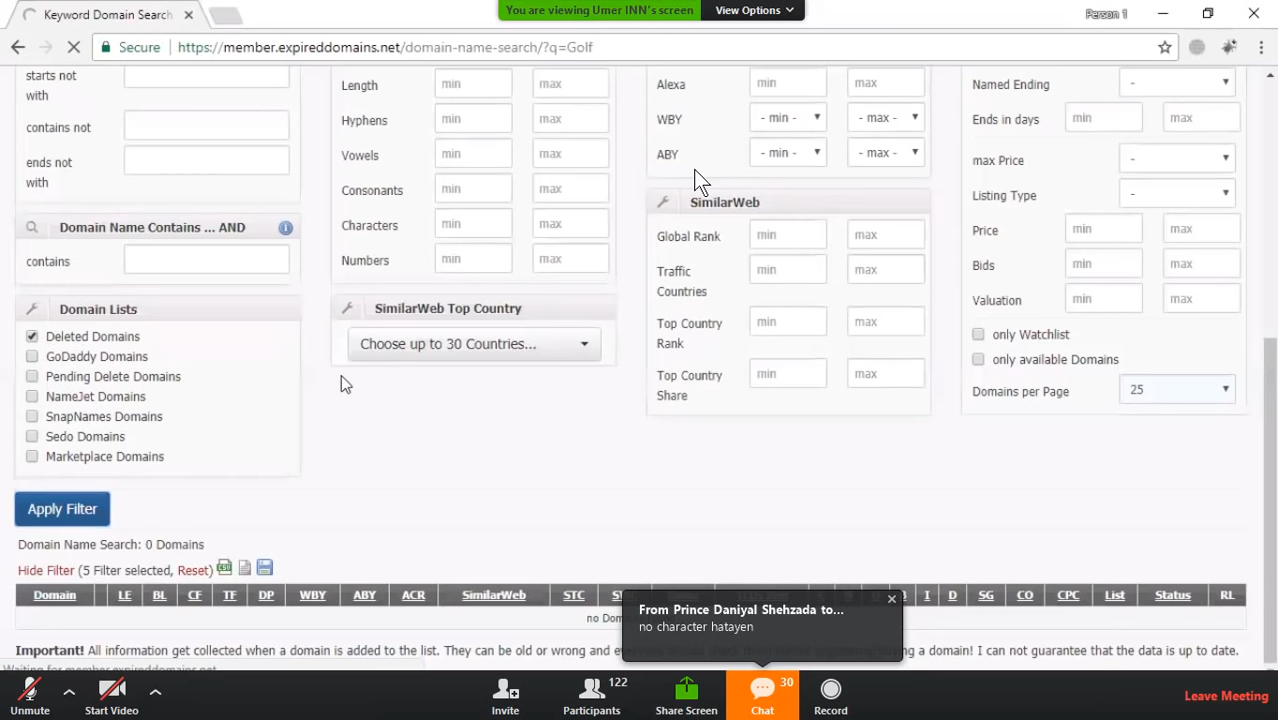 You are viewing Umer INN's screen
View Options
Keyword Domain Search
Person 1
Secure
https://member.expireddomains.net/domain-name-search/?q=Golf
starts not with
contains not
ends not with
Domain Name Contains ... AND
contains
Domain Lists
Deleted Domains
GoDaddy Domains
Pending Delete Domains
NameJet Domains
SnapNames Domains
Sedo Domains
Marketplace Domains
Length min max
Hyphens min max
Vowels min max
Consonants min max
Characters min max
Numbers min max
SimilarWeb Top Country
Choose up to 30 Countries...
Alexa min max
WBY - min - - max -
ABY - min - - max -
SimilarWeb
Global Rank min max
Traffic Countries min max
Top Country Rank min max
Top Country Share min max
Named Ending -
Ends in days min max
max Price -
Listing Type -
Price min max
Bids min max
Valuation min max
only Watchlist
only available Domains
Domains per Page 25
Apply Filter
Domain Name Search: 0 Domains
Hide Filter (5 Filter selected, Reset)
Domain LE BL CF TF DP WBY ABY ACR SimilarWeb STC I D SG CO CPC List Status RL
From Prince Daniyal Shehzada to...
no character hatayen
Important! All information get collected when a domain is added to the list. They can be old or wrong and
a domain! I can not guarantee that the data is up to date.
Waiting for member.expireddomains.net
Unmute
Start Video
Invite
122
Participants
Share Screen
30
Chat
Record
Leave Meeting